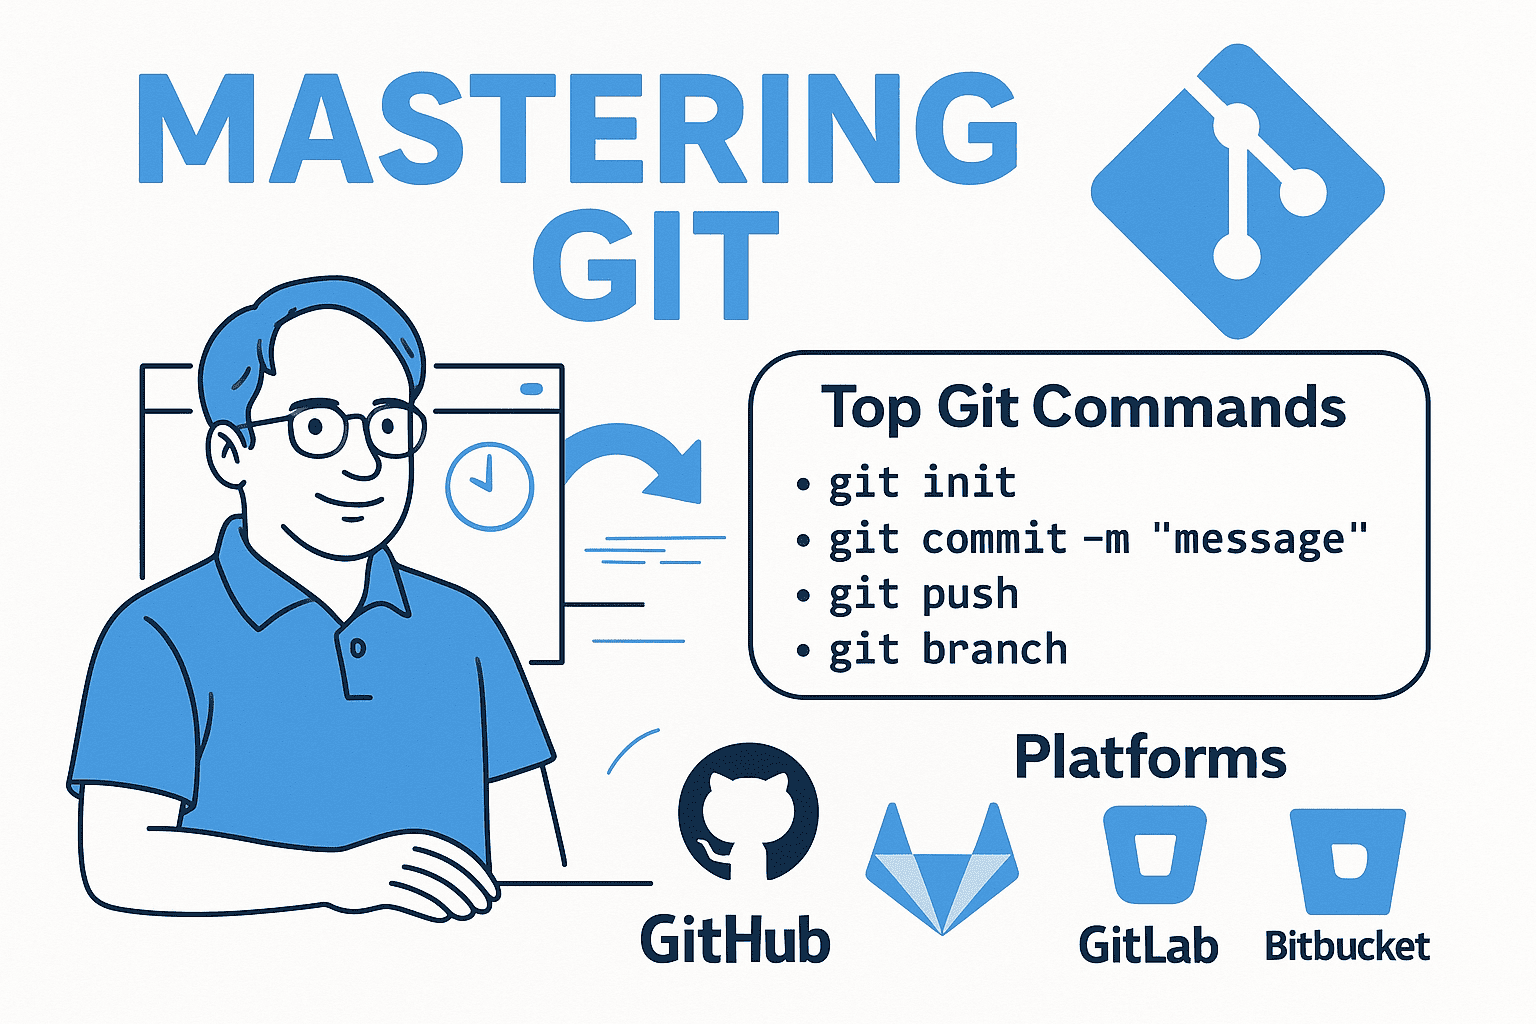 MASTERING
GIT
Top Git Commands
• git init
• git commit -m "message"
• git push
• git branch
Platforms
GitHub
GitLab
Bitbucket